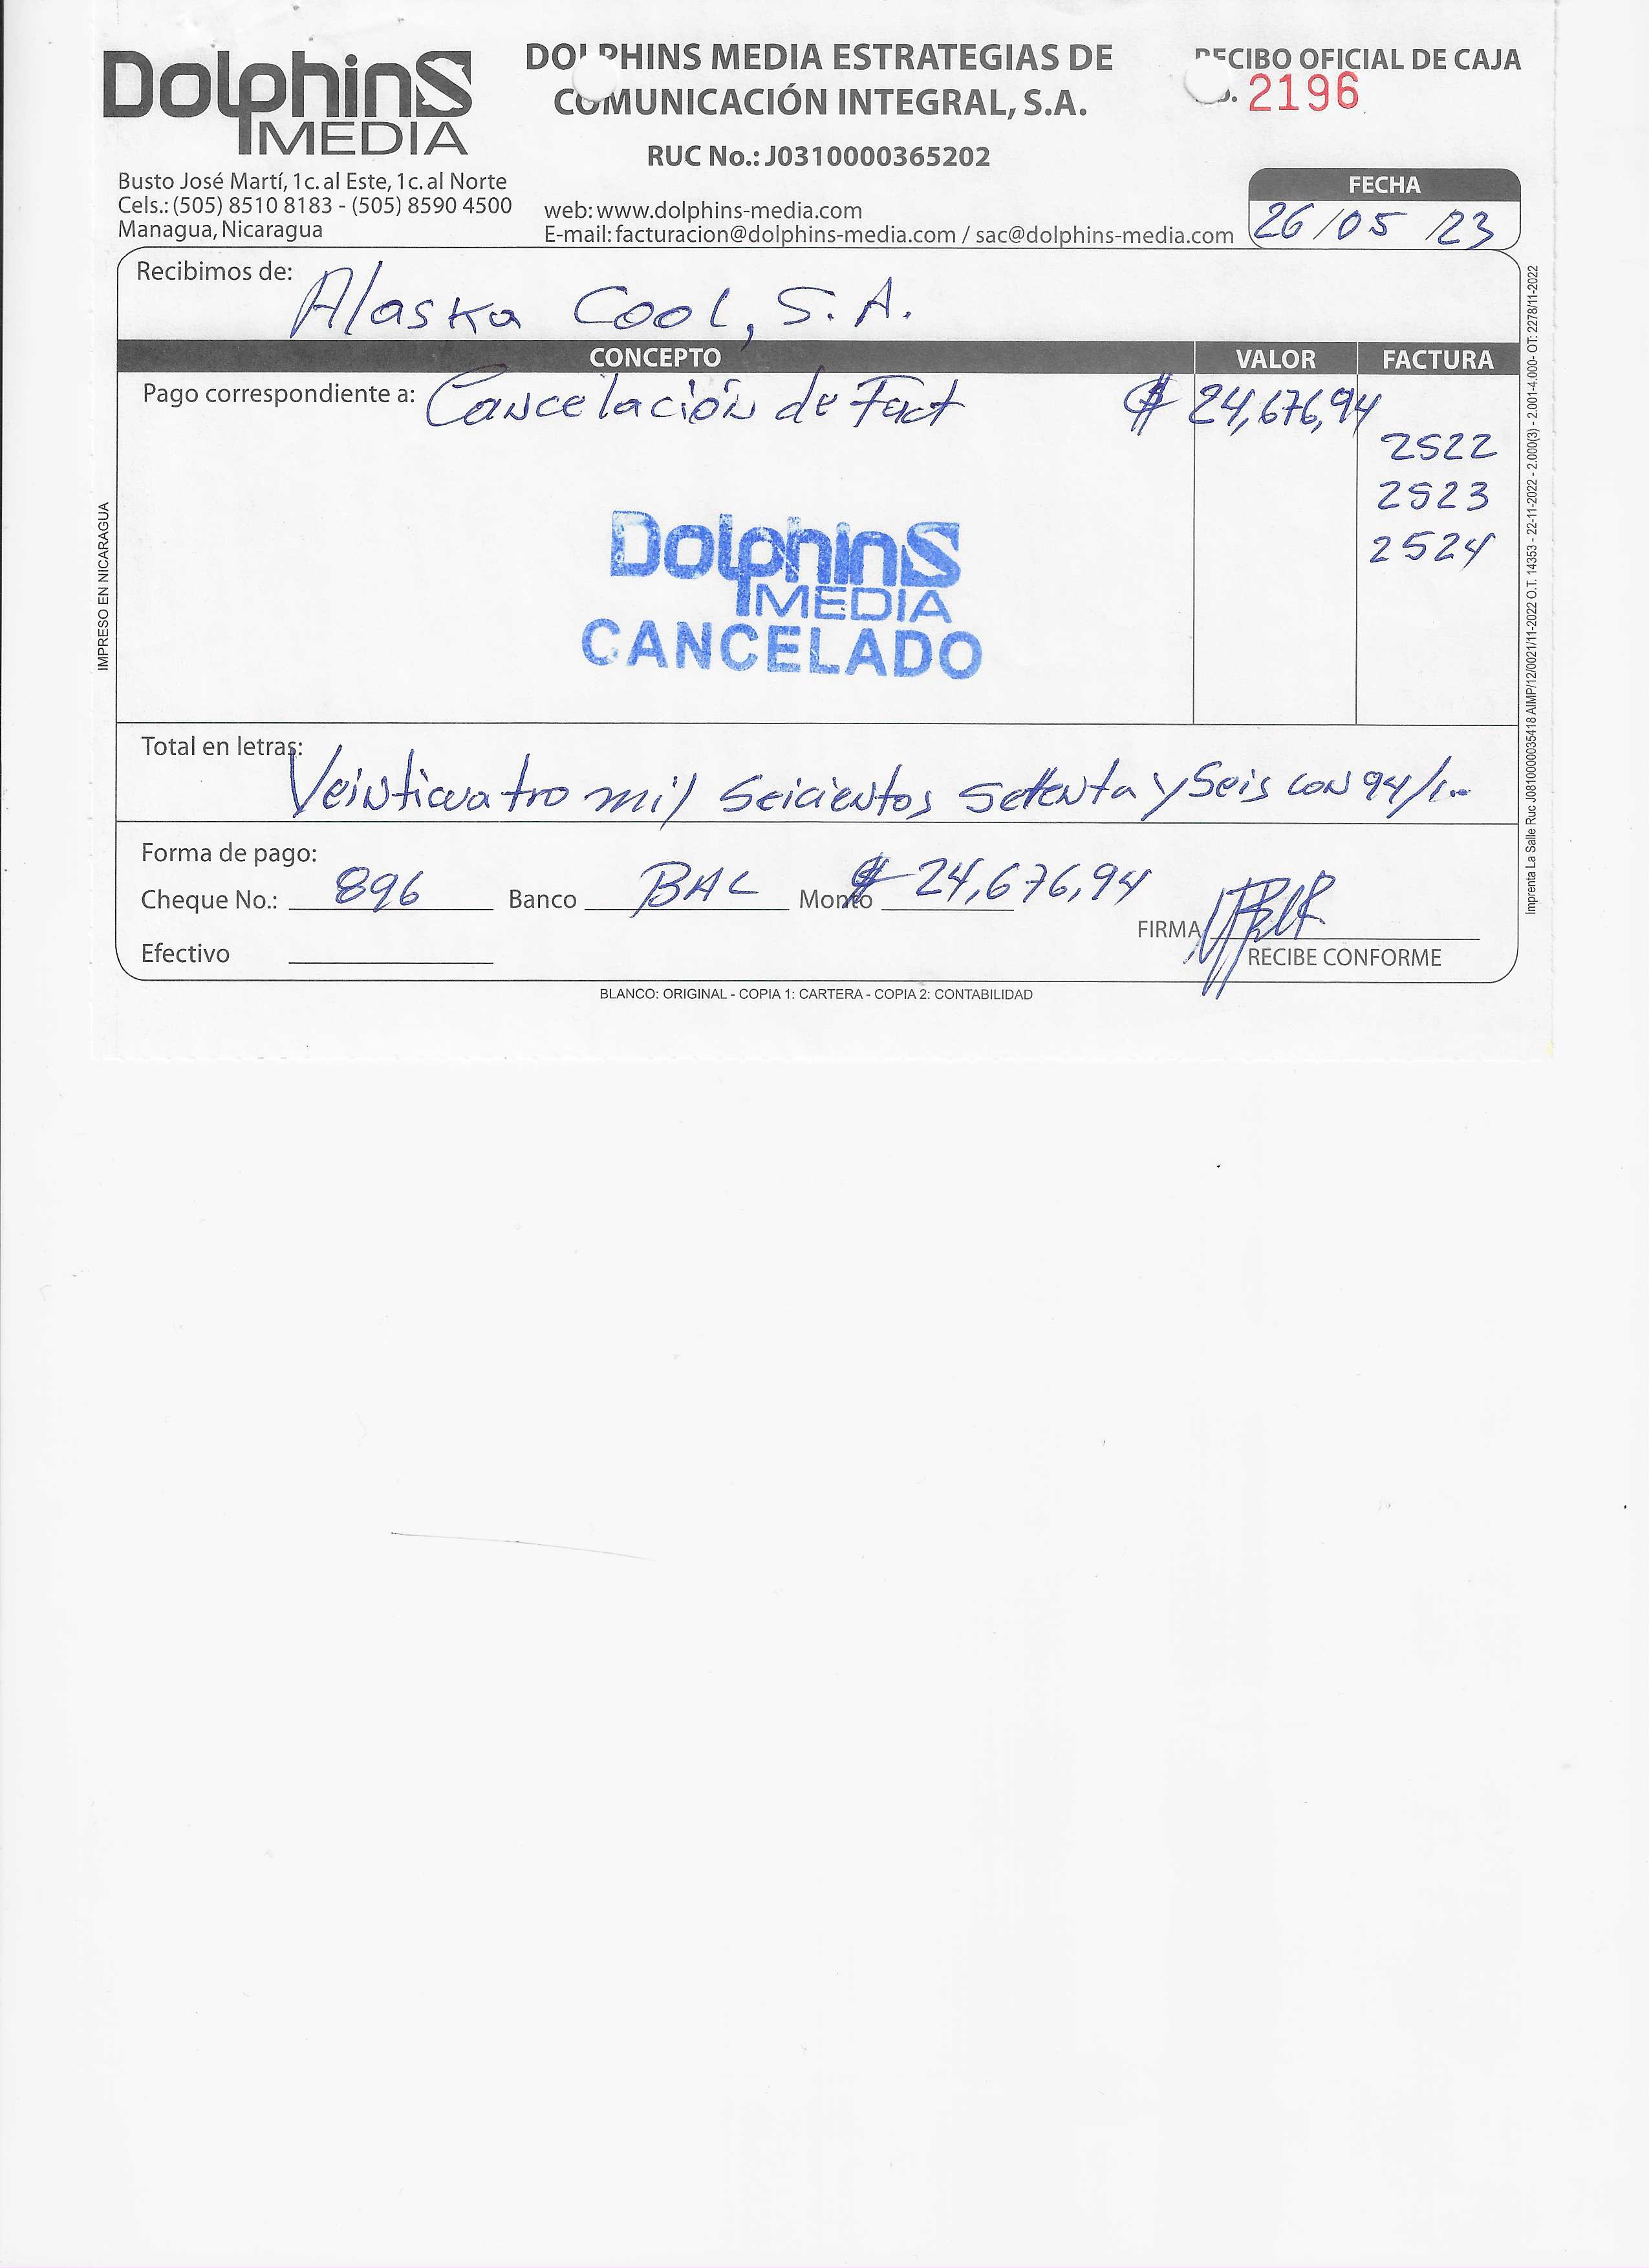 Dolphins
MEDIA
Busto José Martí, 1c. al Este, 1c. al Norte
Cels.: (505) 8510 8183 - (505) 8590 4500
Managua, Nicaragua
DOLPHINS MEDIA ESTRATEGIAS DE
COMUNICACIÓN INTEGRAL, S.A.
RUC No.: J0310000365202
web: www.dolphins-media.com
E-mail: facturacion@dolphins-media.com / sac@dolphins-media.com
RECIBO OFICIAL DE CAJA
2196
FECHA
26/05/23
Recibimos de: Alaska Cool, S.A.
CONCEPTO VALOR FACTURA
Pago correspondiente a: Cancelación de Fact $ 24,676,94
2522
2523
2524
Dolphins
MEDIA
CANCELADO
Total en letras: Veinticuatro mil Seicientos Setenta y Seis con 94/1..
Forma de pago:
Cheque No.: 896 Banco BAC Monto $ 24,676,94
FIRMA
Efectivo
RECIBE CONFORME
BLANCO: ORIGINAL - COPIA 1: CARTERA - COPIA 2: CONTABILIDAD
IMPRESO EN NICARAGUA
Imprenta La Salle Ruc J0810000035418 AIMP/12/0021/11-2022 O.T. 14353 - 22-11-2022 - 2.000(3) - 2.001-4.000- OT: 2278/11-2022